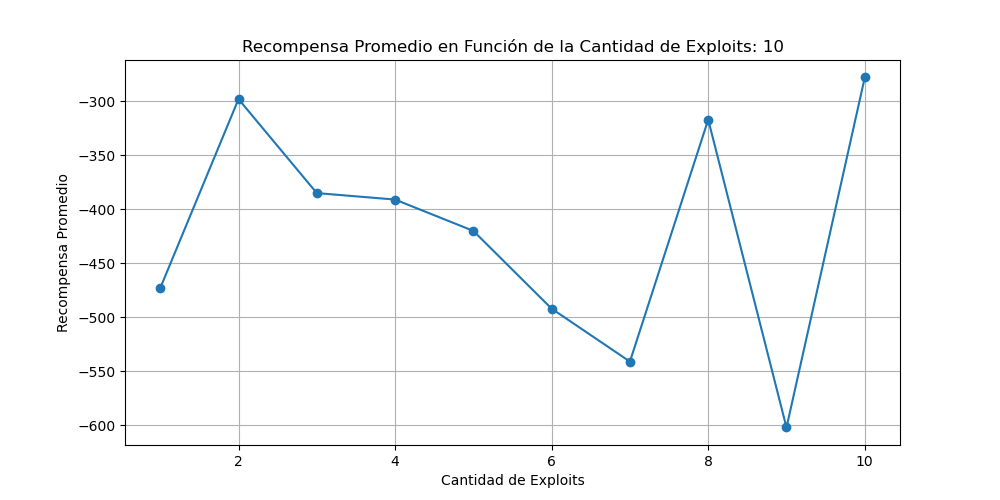 Recompensa Promedio en Función de la Cantidad de Exploits: 10
Recompensa Promedio
−300
−350
−400
−450
−500
−550
−600
2 4 6 8 10
Cantidad de Exploits